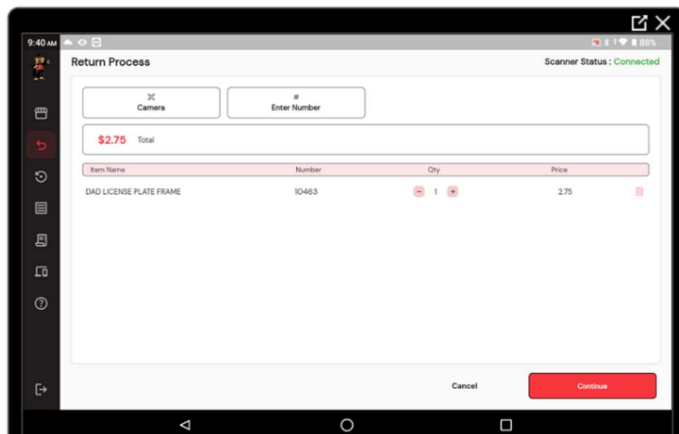 9:40 AM 88%
Return Process Scanner Status : Connected
Camera
# Enter Number
$2.75 Total
Item Name Number Qty Price
DAD LICENSE PLATE FRAME 10463 − 1 + 2.75
Cancel Continue